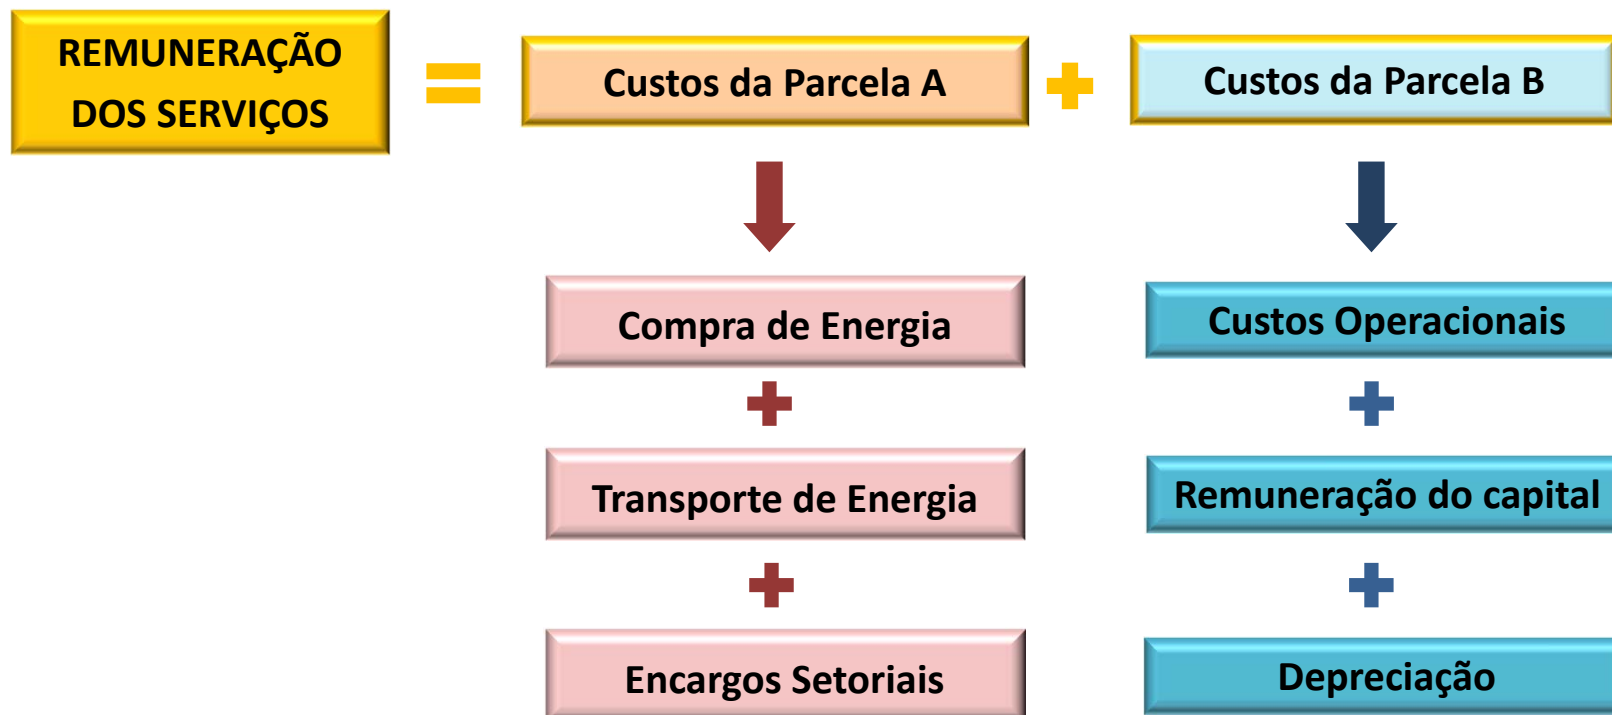 REMUNERAÇÃO
DOS SERVIÇOS
=
Custos da Parcela A
+
Custos da Parcela B
Compra de Energia
+
Transporte de Energia
+
Encargos Setoriais
Custos Operacionais
+
Remuneração do capital
+
Depreciação